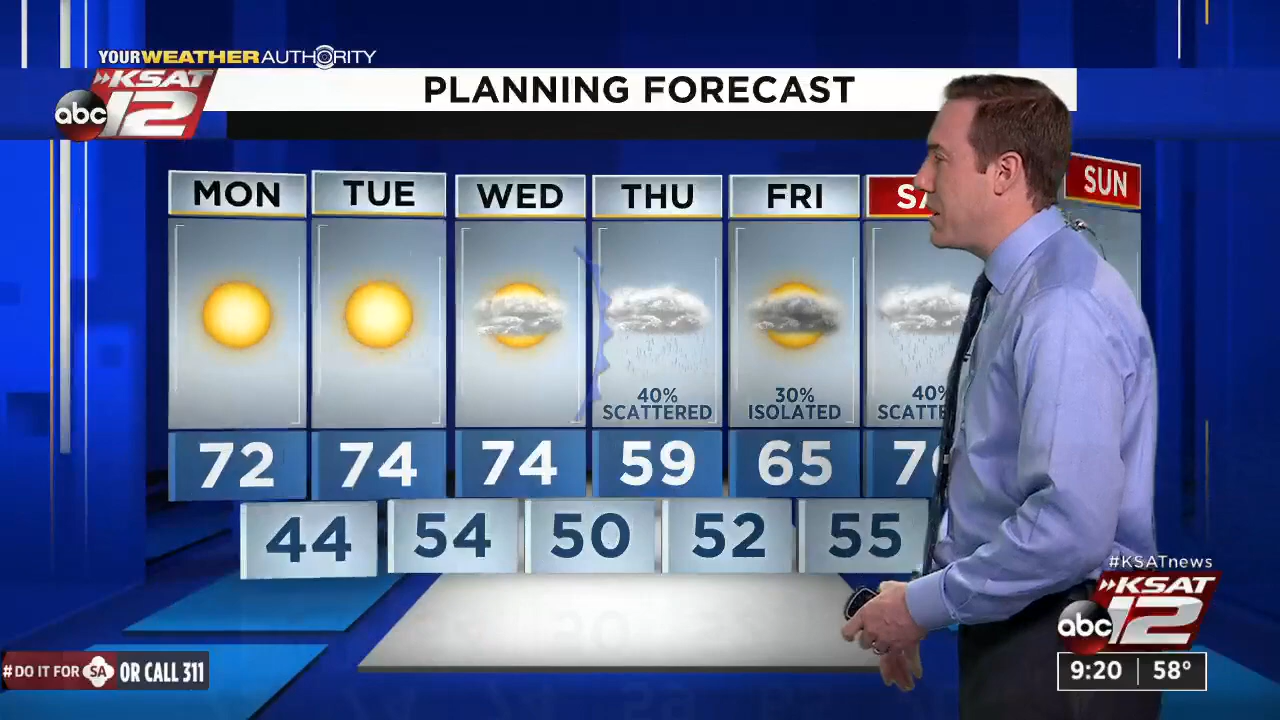 YOURWEATHERAUTHORITY
KSAT
abc 12
PLANNING FORECAST
MON TUE WED THU FRI SUN
40% 30% 40%
SCATTERED ISOLATED
72 74 74 59 65
44 54 50 52 55
#KSATnews
KSAT
abc 12
#DO IT FOR SA OR CALL 311
9:20 58°